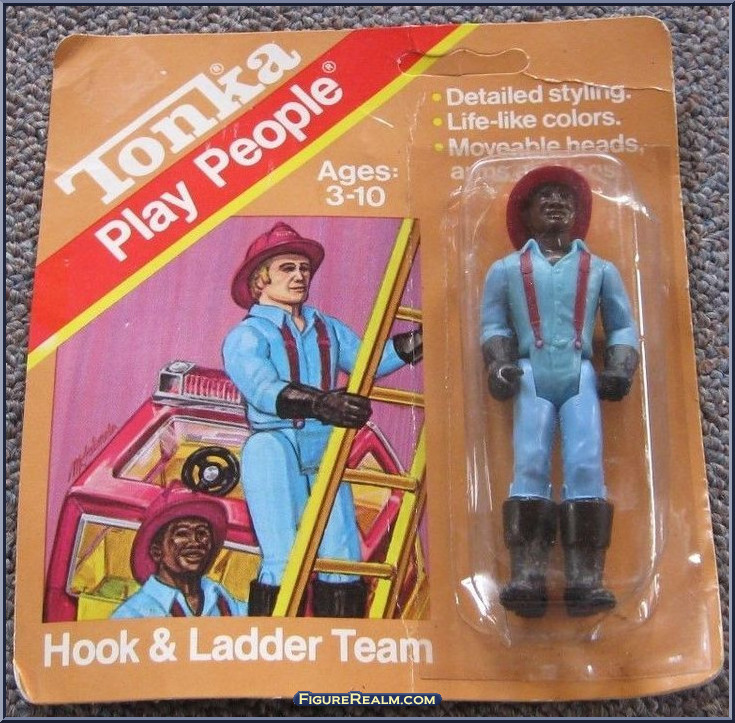 Tonka®
Play People®
Ages:
3-10
• Detailed styling.
• Life-like colors.
• Moveable heads,
Hook & Ladder Team
FIGUREREALM.COM